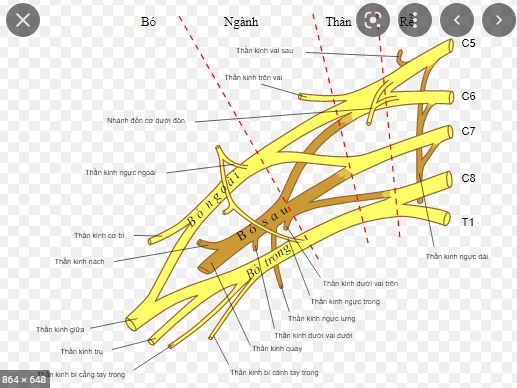 Bó Ngành Thân Rễ
C5
Thần kinh vai sau
Thần kinh trên vai
C6
Nhánh đến cơ dưới đòn
C7
Thần kinh ngực ngoài
C8
Bó ngoài
T1
Bó sau
Thần kinh cơ bì
Thần kinh ngực dài
Thần kinh nách
Bó trong
Thần kinh dưới vai trên
Thần kinh ngực trong
Thần kinh ngực lưng
Thần kinh giữa
Thần kinh dưới vai dưới
Thần kinh quay
Thần kinh trụ
Thần kinh bì cẳng tay trong
Thần kinh bì cánh tay trong
864 × 648